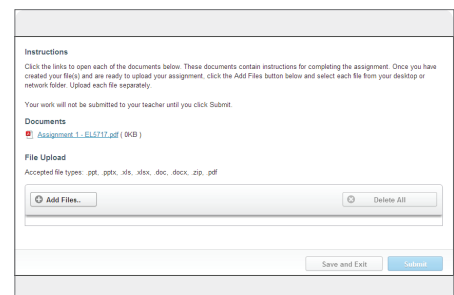 Instructions
Click the links to open each of the documents below. These documents contain instructions for completing the assignment. Once you have
created your file(s) and are ready to upload your assignment, click the Add Files button below and select each file from your desktop or
network folder. Upload each file separately.
Your work will not be submitted to your teacher until you click Submit.
Documents
Assignment 1 - EL5717.pdf ( 0KB )
File Upload
Accepted file types: .ppt, .pptx, .xls, .xlsx, .doc, .docx, .zip, .pdf
Add Files.. Delete All
Save and Exit Submit